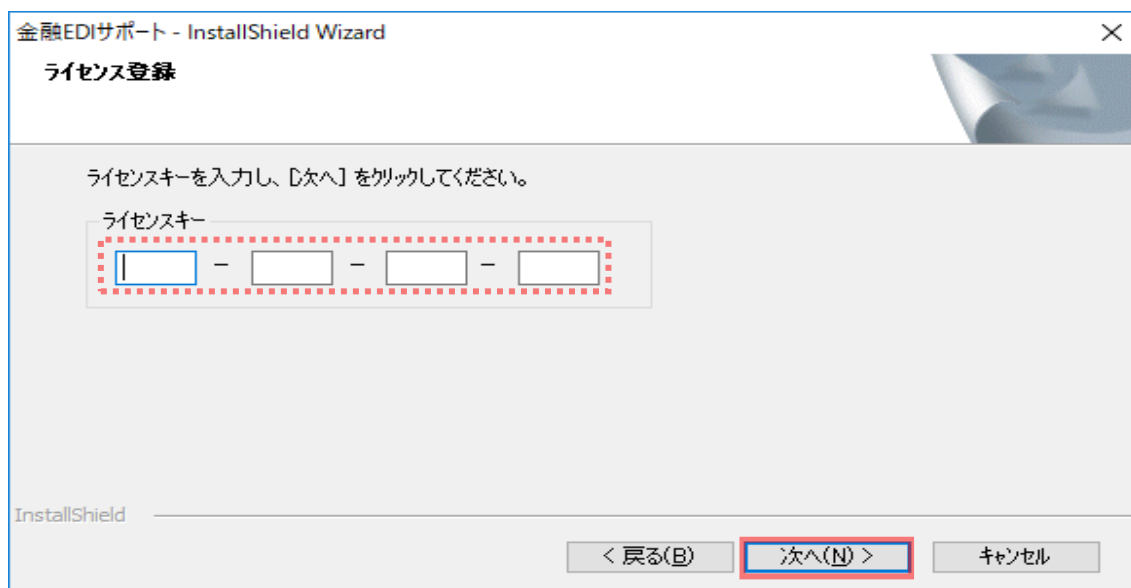 金融EDIサポート - InstallShield Wizard
ライセンス登録
ライセンスキーを入力し、[次へ] をクリックしてください。
ライセンスキー
- - -
InstallShield
< 戻る(B) 次へ(N) > キャンセル